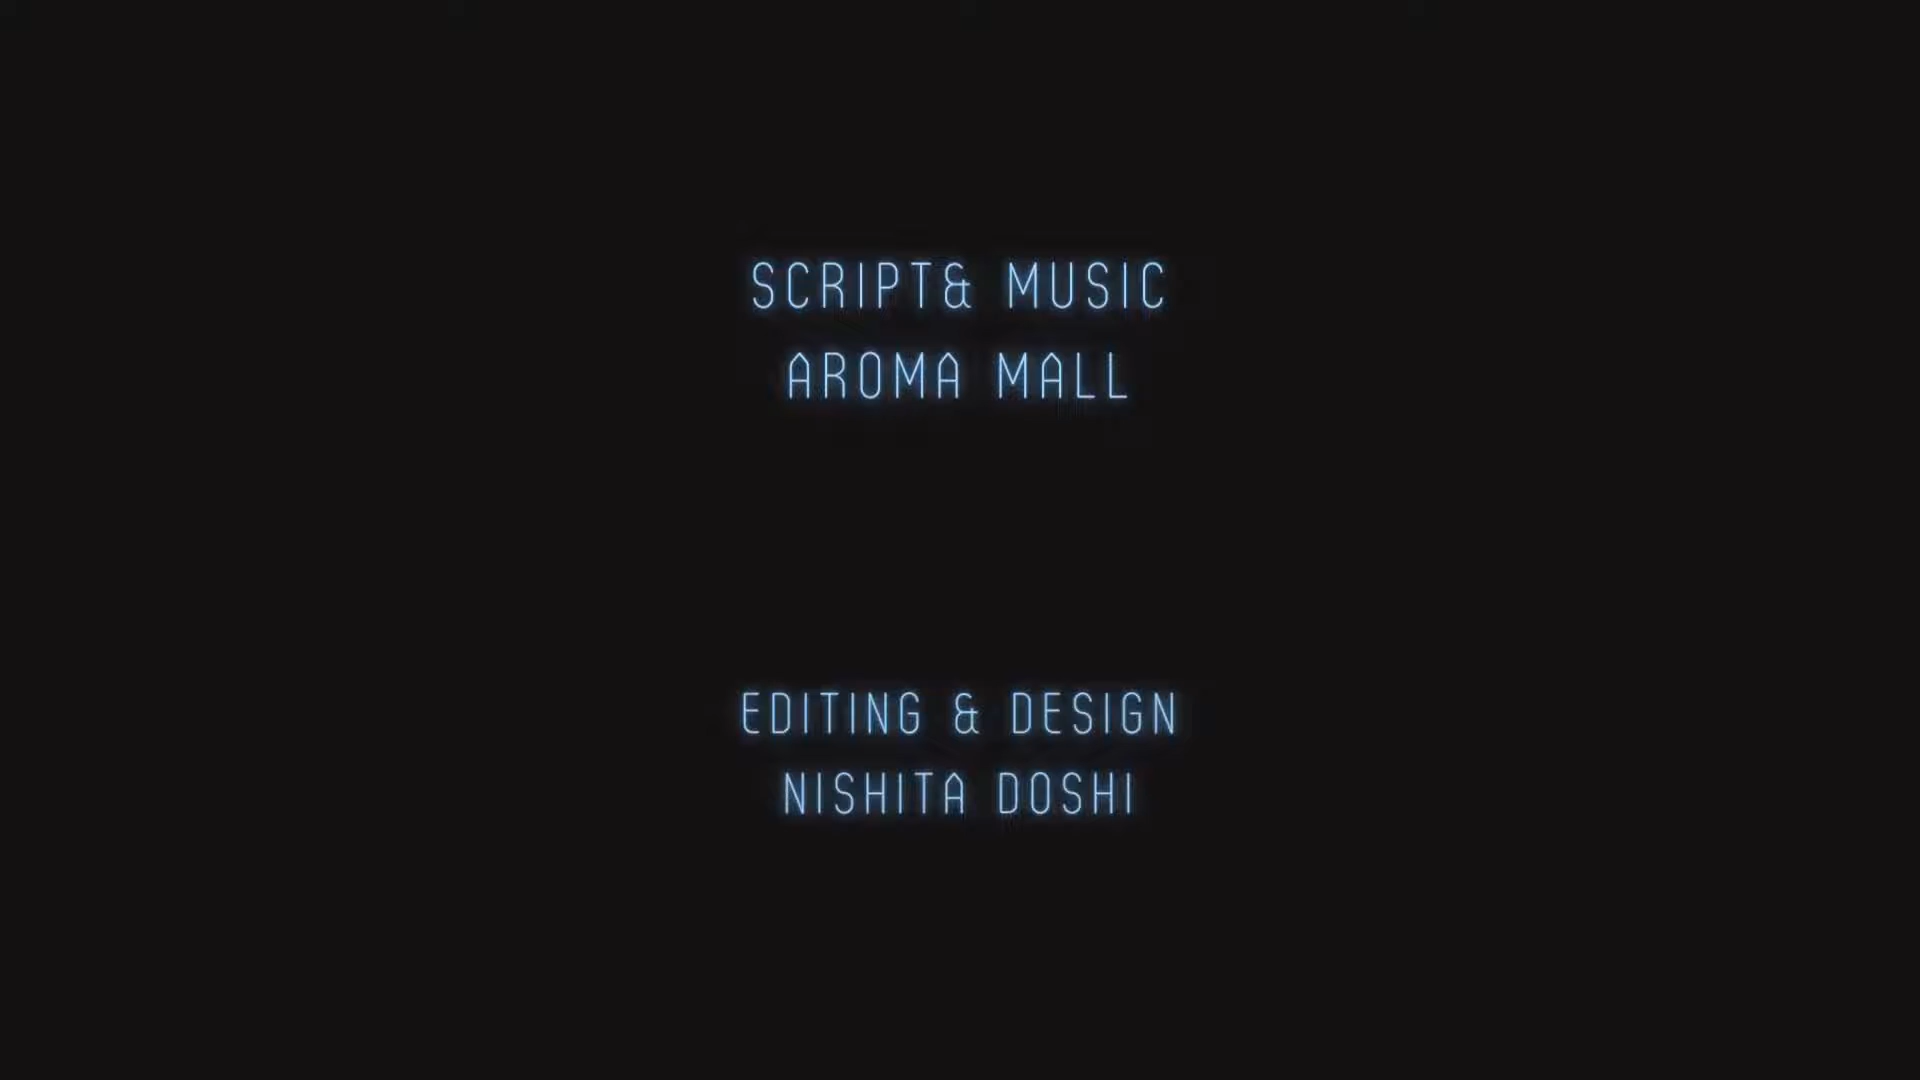 SCRIPT& MUSIC
AROMA MALL
EDITING & DESIGN
NISHITA DOSHI